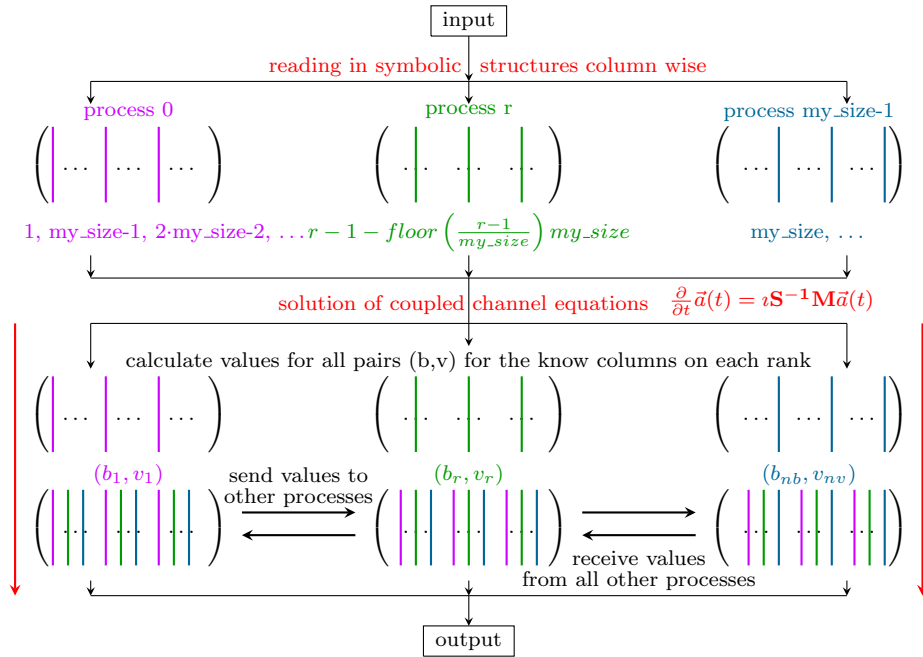 input
reading in symbolic structures column wise
process 0 process r process my_size-1
( ... ... ... ) ( ... ... ... ) ( ... ... ... )
1, my_size-1, 2·my_size-2, ... r − 1 − floor ( r−1 / my_size ) my_size my_size, ...
solution of coupled channel equations ∂/∂t a⃗(t) = ıS⁻¹Ma⃗(t)
calculate values for all pairs (b,v) for the know columns on each rank
( ... ... ... ) ( ... ... ... ) ( ... ... ... )
(b₁, v₁) (bᵣ, vᵣ) (b_nb, v_nv)
send values to
other processes
( ... ... ... ) ( ... ... ... ) ( ... ... ... )
receive values
from all other processes
output